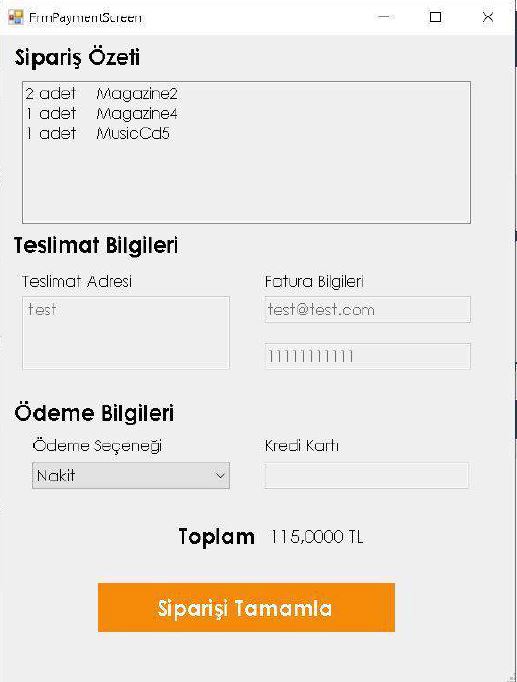 FrmPaymentScreen
Sipariş Özeti
2 adet Magazine2
1 adet Magazine4
1 adet MusicCd5
Teslimat Bilgileri
Teslimat Adresi
Fatura Bilgileri
test
test@test.com
11111111111
Ödeme Bilgileri
Ödeme Seçeneği
Kredi Kartı
Nakit
Toplam 115,0000 TL
Siparişi Tamamla